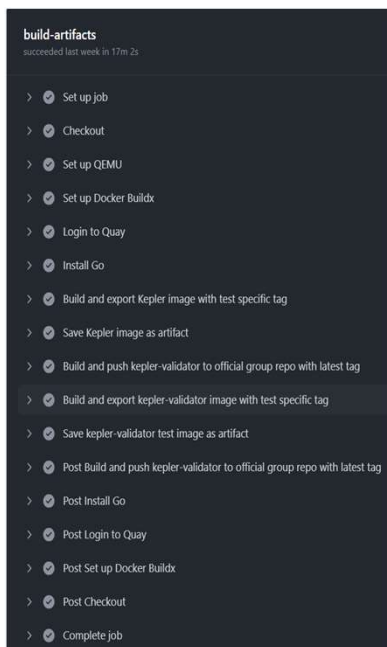 build-artifacts
succeeded last week in 17m 2s
Set up job
Checkout
Set up QEMU
Set up Docker Buildx
Login to Quay
Install Go
Build and export Kepler image with test specific tag
Save Kepler image as artifact
Build and push kepler-validator to official group repo with latest tag
Build and export kepler-validator image with test specific tag
Save kepler-validator test image as artifact
Post Build and push kepler-validator to official group repo with latest tag
Post Install Go
Post Login to Quay
Post Set up Docker Buildx
Post Checkout
Complete job